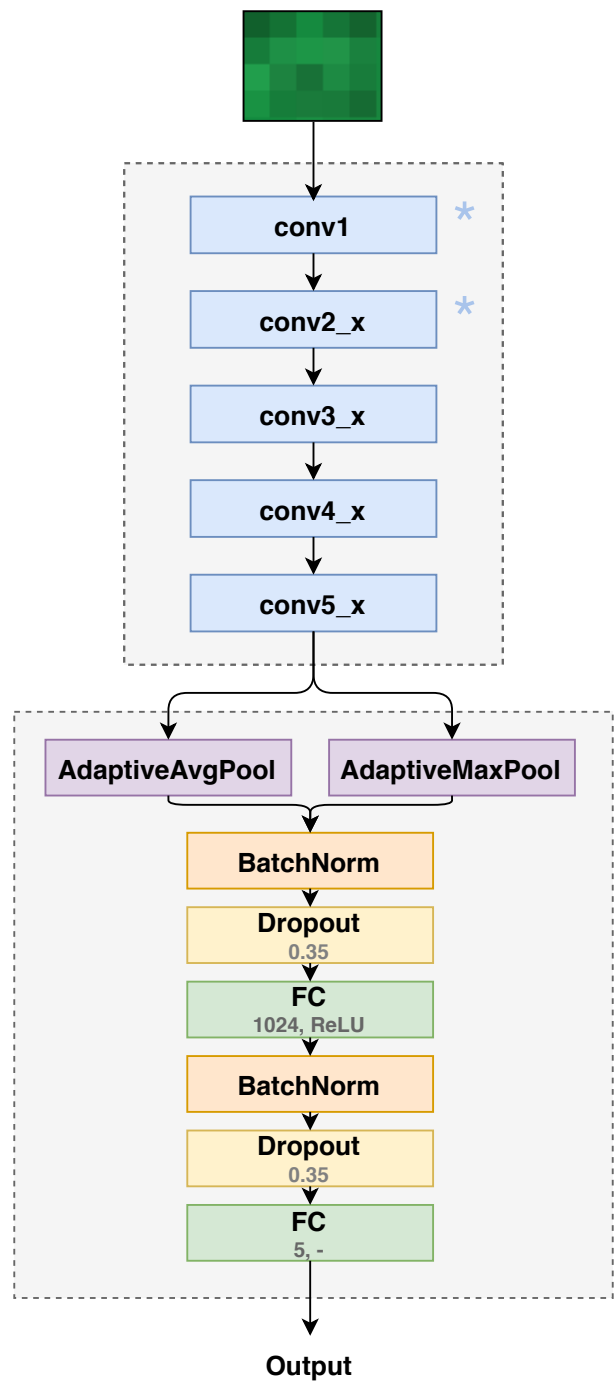 conv1
*
conv2_x
*
conv3_x
conv4_x
conv5_x
AdaptiveAvgPool
AdaptiveMaxPool
BatchNorm
Dropout
0.35
FC
1024, ReLU
BatchNorm
Dropout
0.35
FC
5, -
Output